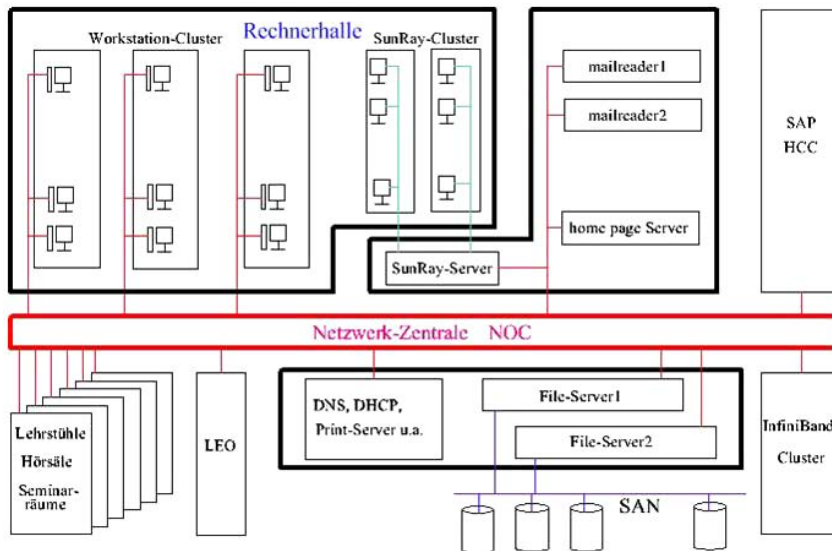 Workstation-Cluster
Rechnerhalle
SunRay-Cluster
mailreader1
mailreader2
SAP
HCC
home page Server
SunRay-Server
Netzwerk-Zentrale NOC
Lehrstühle
Hörsäle
Seminar-
räume
LEO
DNS, DHCP,
Print-Server u.a.
File-Server1
File-Server2
SAN
InfiniBand
Cluster